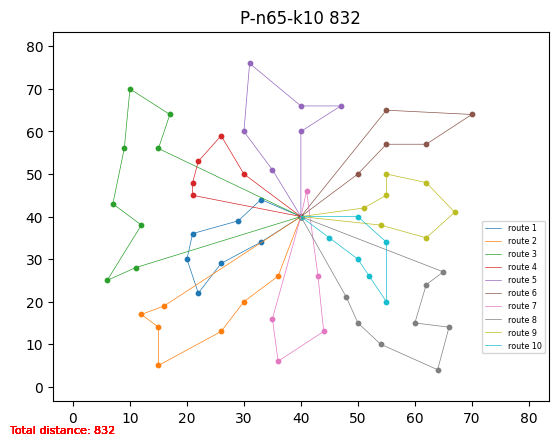 P-n65-k10 832
80
70
60
50
40
30
20
10
0
route 1
route 2
route 3
route 4
route 5
route 6
route 7
route 8
route 9
route 10
0 10 20 30 40 50 60 70 80
Total distance: 832